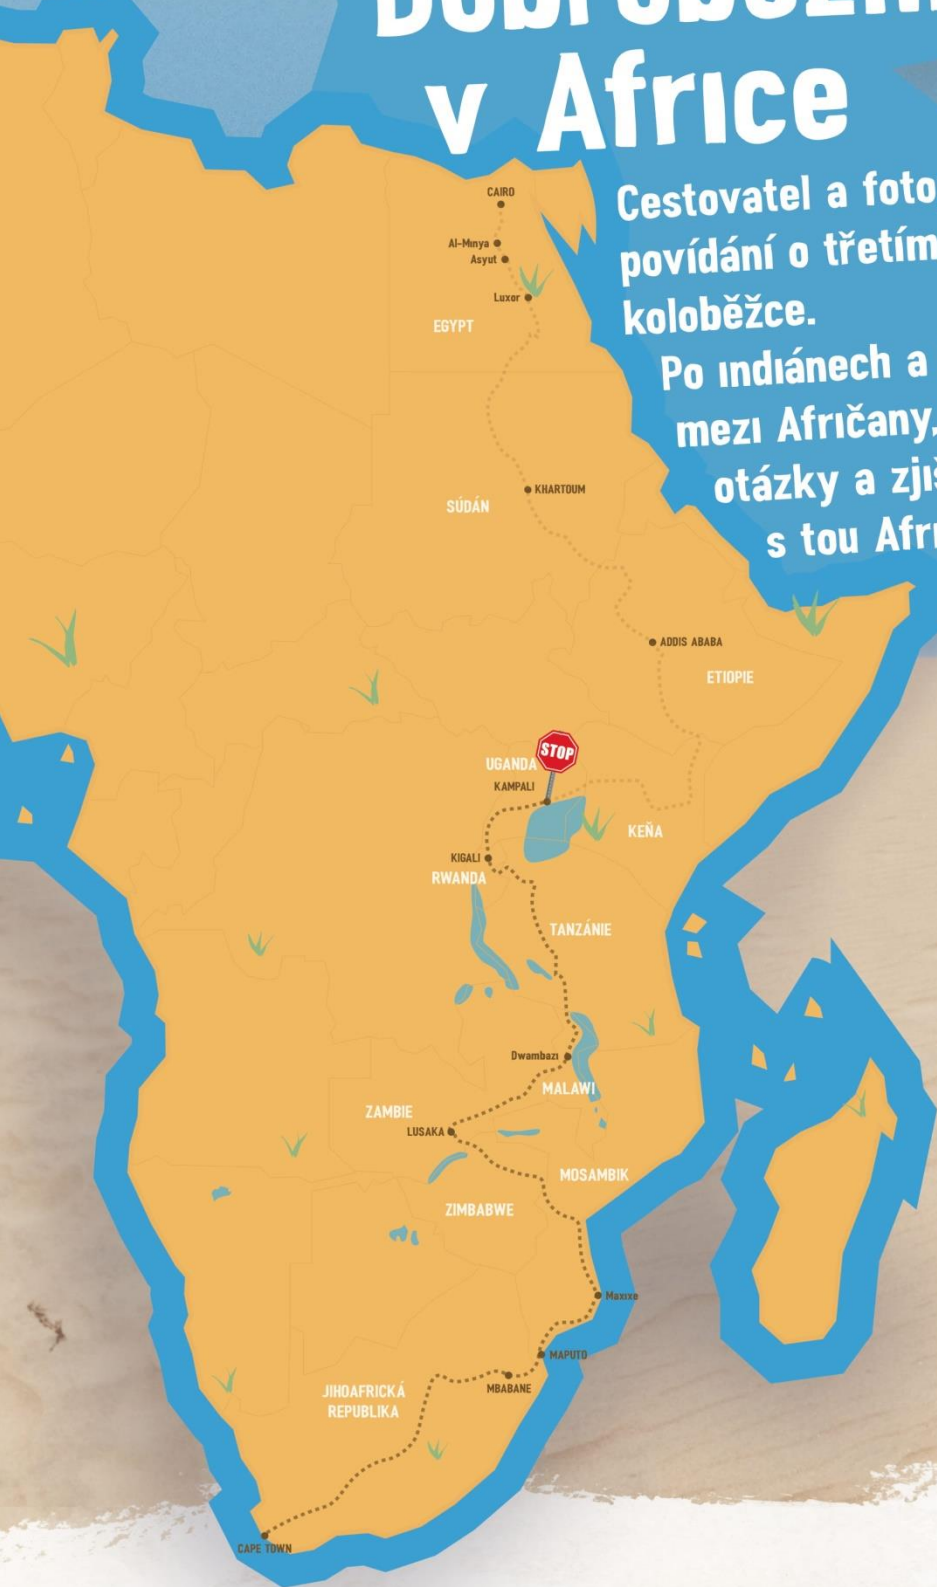 v Africe
Cestovatel a foto
povídání o třetím
koloběžce.
Po indiánech a
mezi Afričany,
otázky a zjiš
s tou Afri
CAIRO
Al-Minya
Asyut
Luxor
EGYPT
KHARTOUM
SÚDÁN
ADDIS ABABA
ETIOPIE
STOP
UGANDA
KAMPALI
KEŇA
KIGALI
RWANDA
TANZÁNIE
Dwambazi
MALAWI
ZAMBIE
LUSAKA
MOSAMBIK
ZIMBABWE
Maxixe
MAPUTO
MBABANE
JIHOAFRICKÁ
REPUBLIKA
CAPE TOWN